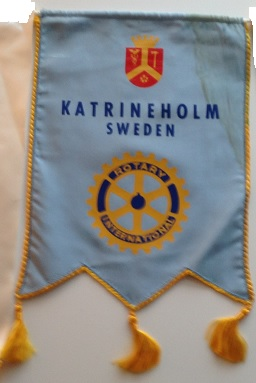 KATRINEHOLM
SWEDEN
ROTARY
INTERNATIONAL